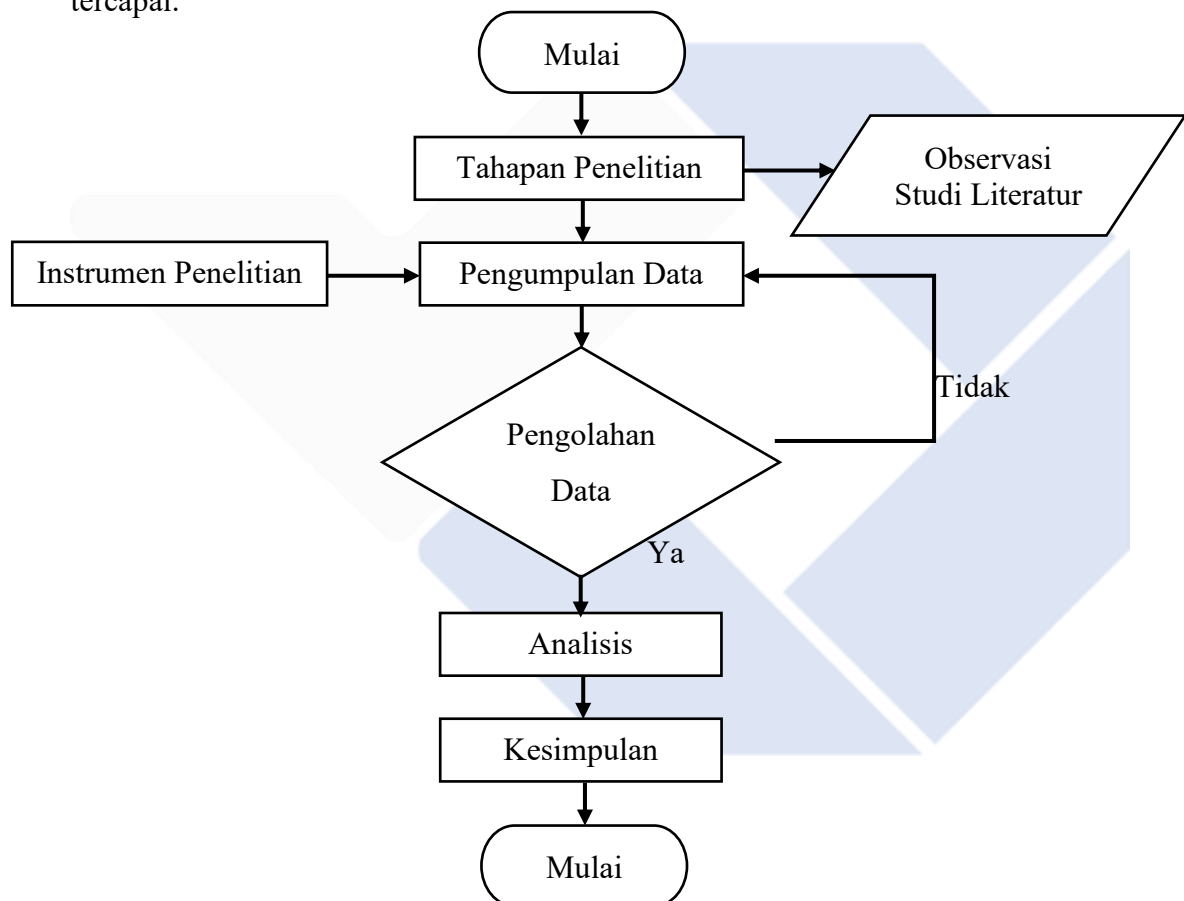 tercapai.
Mulai
Tahapan Penelitian
Observasi
Studi Literatur
Instrumen Penelitian
Pengumpulan Data
Tidak
Pengolahan
Data
Ya
Analisis
Kesimpulan
Mulai